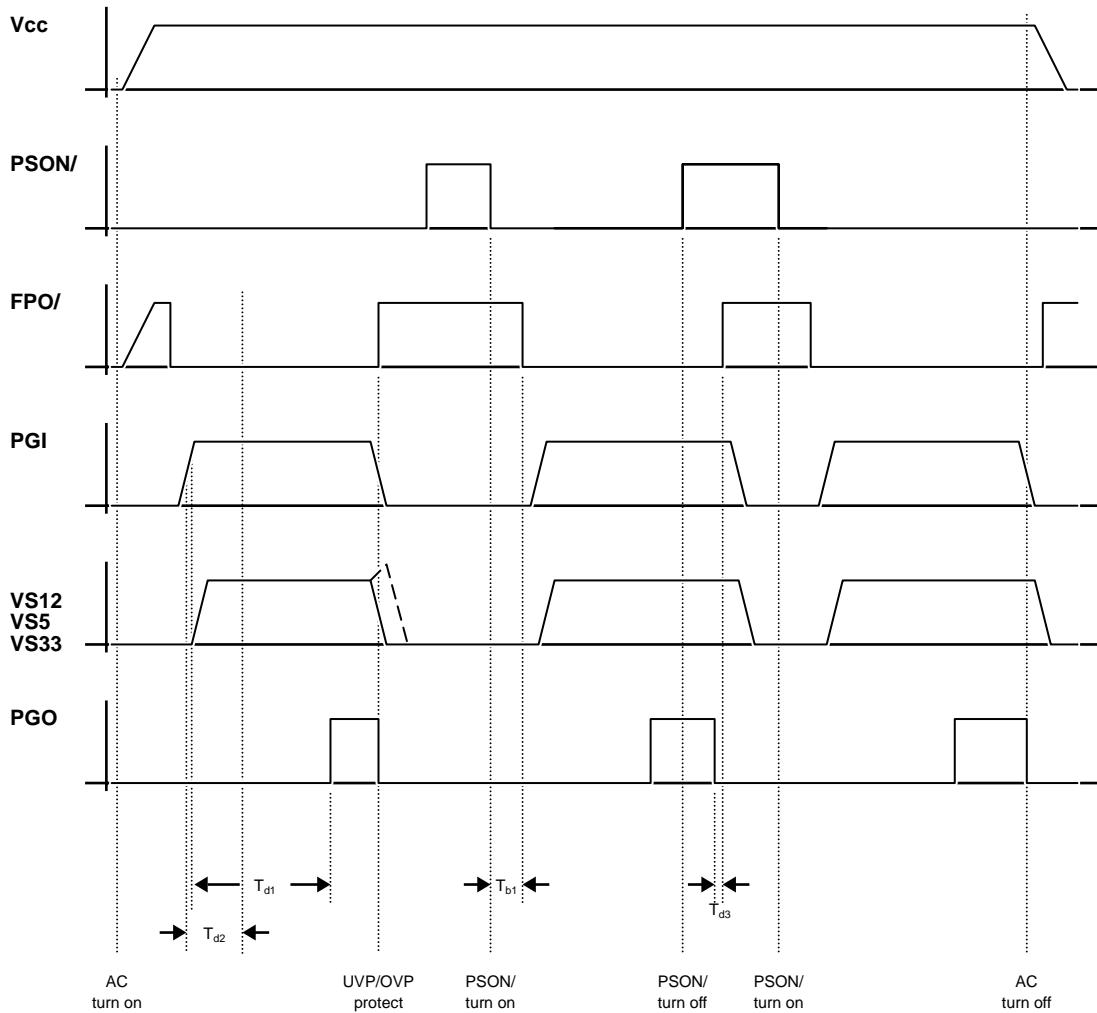 Vcc
PSON/
FPO/
PGI
VS12
VS5
VS33
PGO
Td1
Tb1
Td3
Td2
AC
turn on
UVP/OVP
protect
PSON/
turn on
PSON/
turn off
PSON/
turn on
AC
turn off